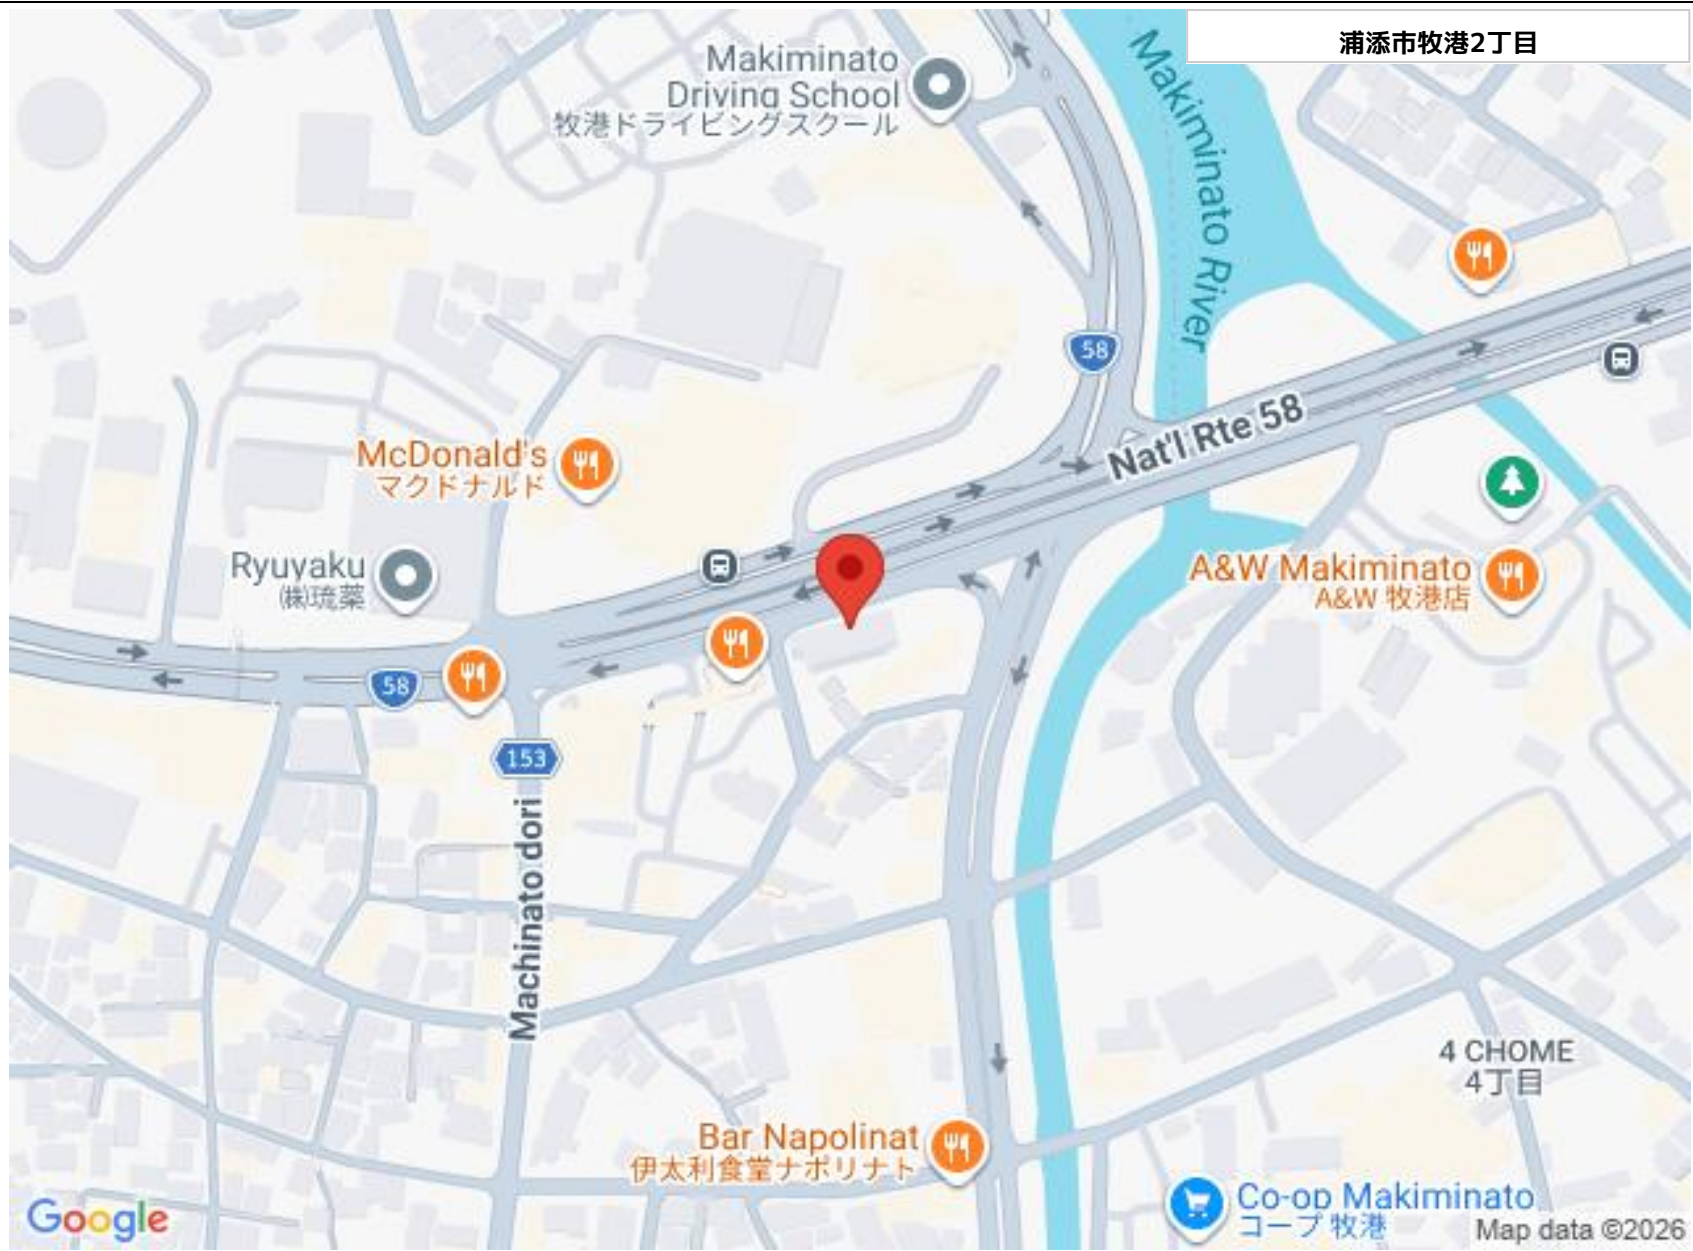 浦添市牧港2丁目
Makiminato
Driving School
牧港ドライビングスクール
Makiminato River
58
Nat'l Rte 58
McDonald's
マクドナルド
Ryuyaku
㈱琉薬
A&W Makiminato
A&W 牧港店
58
153
Machinato dori
4 CHOME
4丁目
Bar Napolinat
伊太利食堂ナポリナト
Co-op Makiminato
コープ 牧港
Google
Map data ©2026